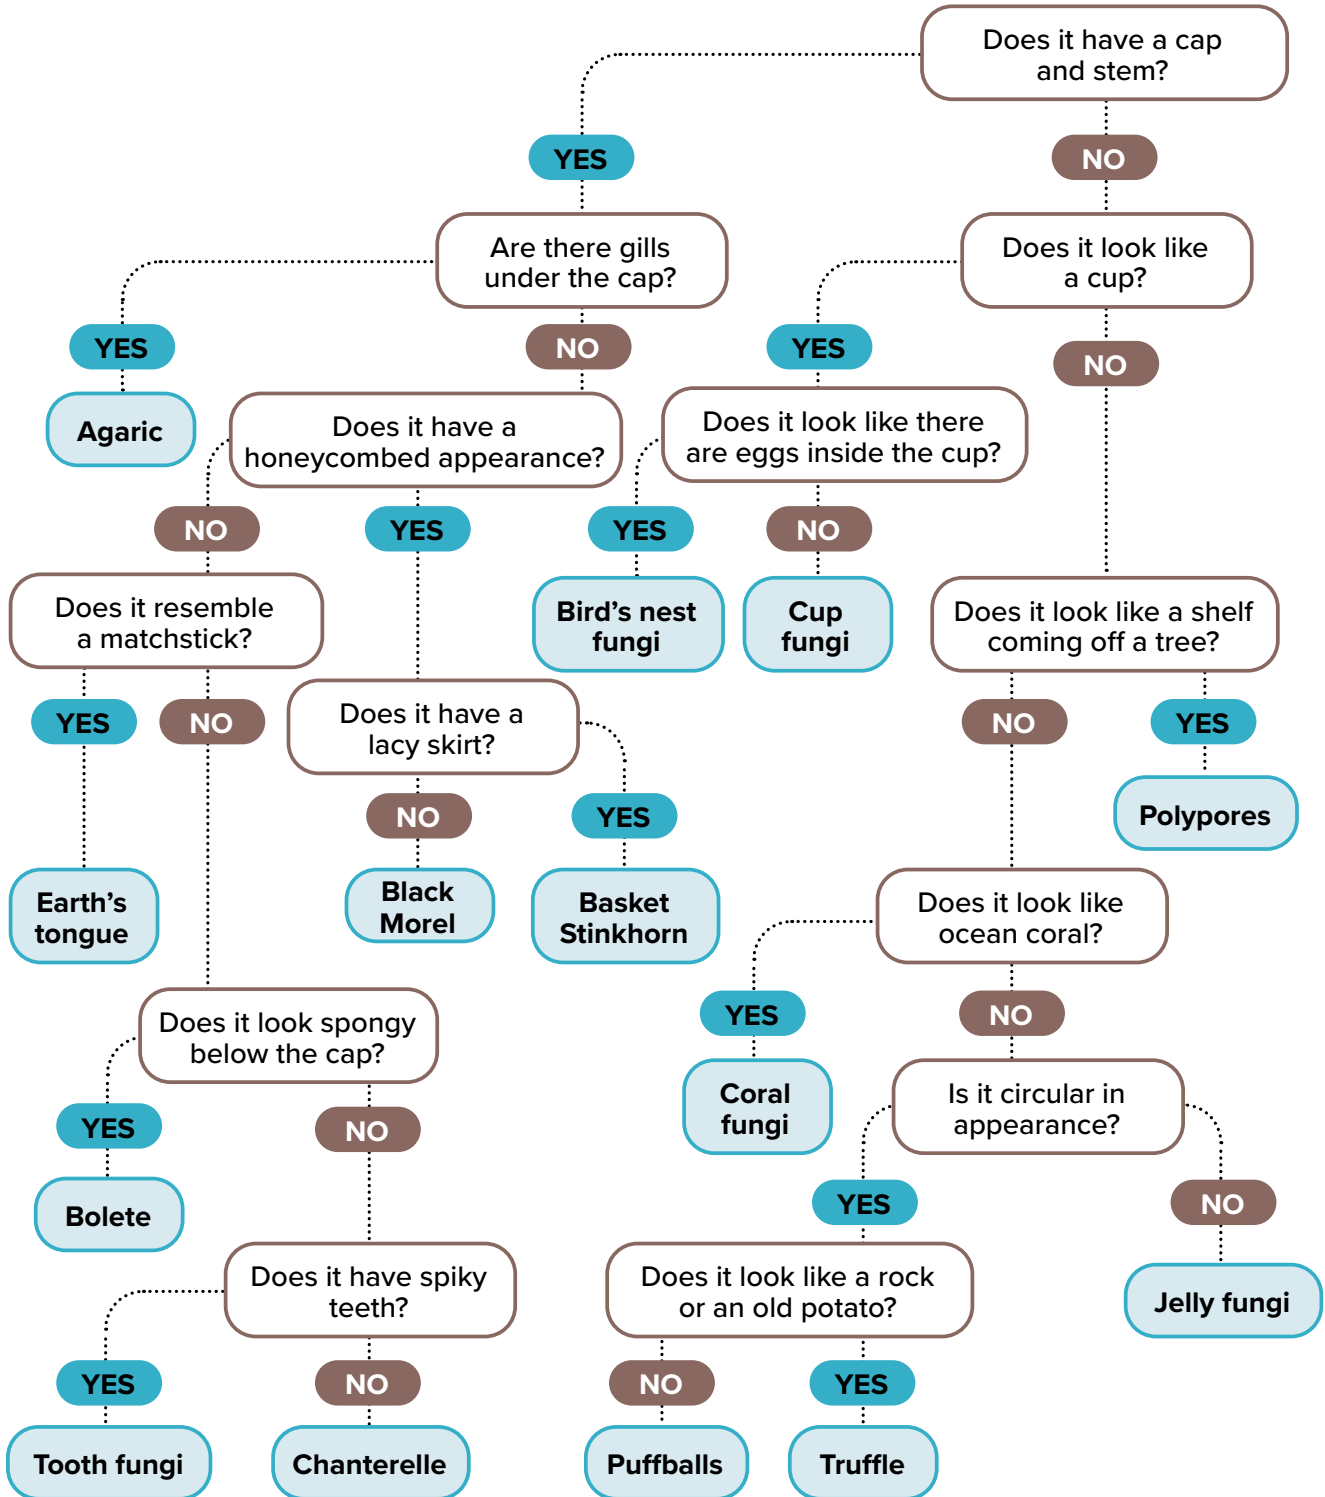 Does it have a cap
and stem?
YES
NO
Are there gills
under the cap?
Does it look like
a cup?
YES
NO
YES
NO
Agaric
Does it have a
honeycombed appearance?
Does it look like there
are eggs inside the cup?
NO
YES
YES
NO
Does it resemble
a matchstick?
Bird's nest
fungi
Cup
fungi
Does it look like a shelf
coming off a tree?
YES
NO
Does it have a
lacy skirt?
NO
YES
NO
YES
Polypores
Earth's
tongue
Black
Morel
Basket
Stinkhorn
Does it look like
ocean coral?
YES
NO
Does it look spongy
below the cap?
Coral
fungi
Is it circular in
appearance?
YES
NO
YES
NO
Bolete
Does it have spiky
teeth?
Does it look like a rock
or an old potato?
Jelly fungi
YES
NO
NO
YES
Tooth fungi
Chanterelle
Puffballs
Truffle